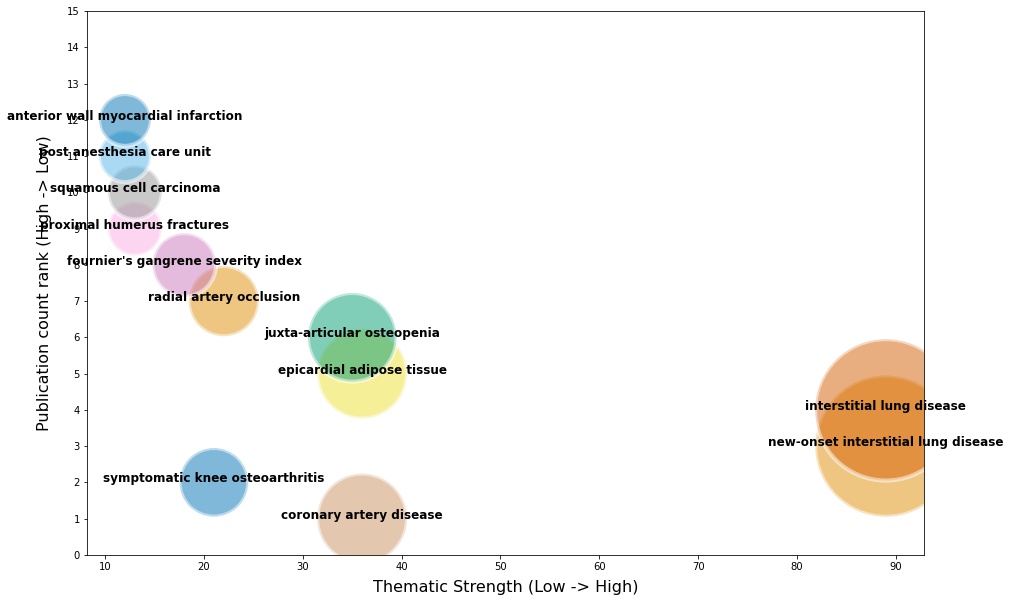 15
14
13
12
anterior wall myocardial infarction
11
post anesthesia care unit
10
squamous cell carcinoma
9
proximal humerus fractures
8
fournier's gangrene severity index
7
radial artery occlusion
6
juxta-articular osteopenia
5
epicardial adipose tissue
4
interstitial lung disease
3
new-onset interstitial lung disease
2
symptomatic knee osteoarthritis
1
coronary artery disease
0
Publication count rank (High -> Low)
10 20 30 40 50 60 70 80 90
Thematic Strength (Low -> High)